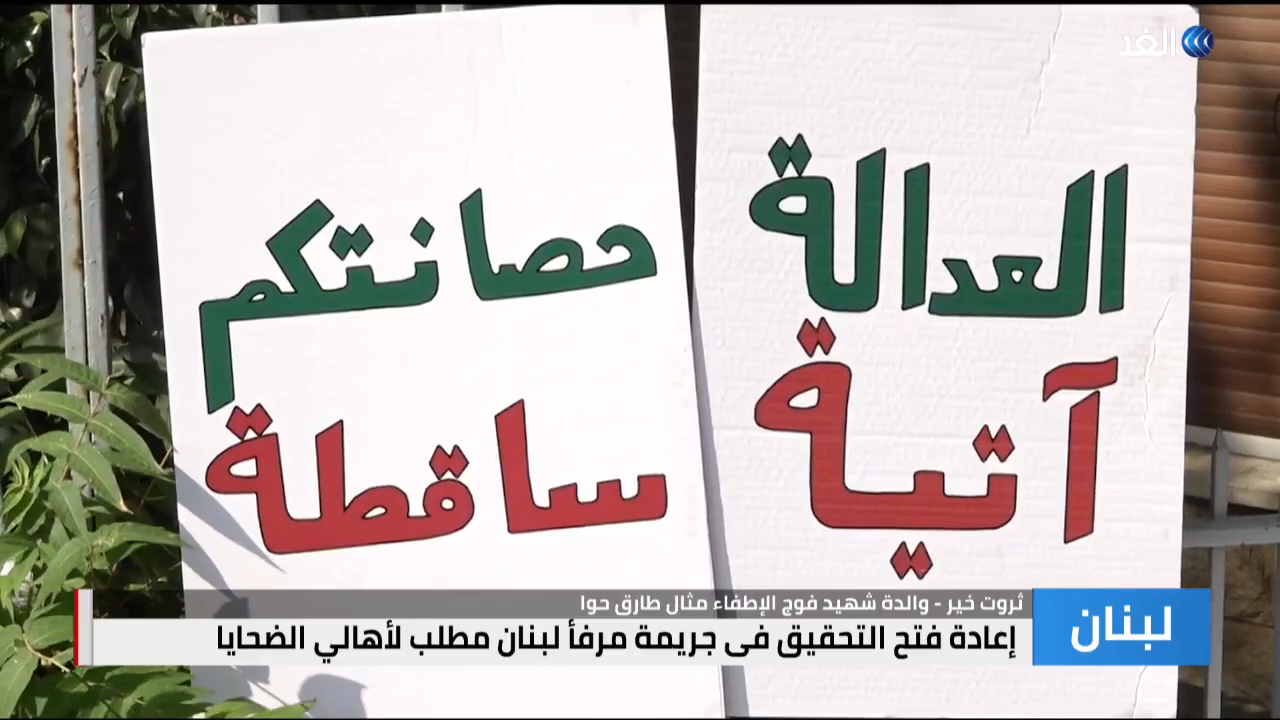 الغد
العدالة
آتية
حصانتكم
ساقطة
لبنان
ثروت خير - والدة شهيد فوج الإطفاء مثال طارق حوا
إعادة فتح التحقيق فى جريمة مرفأ لبنان مطلب لأهالي الضحايا